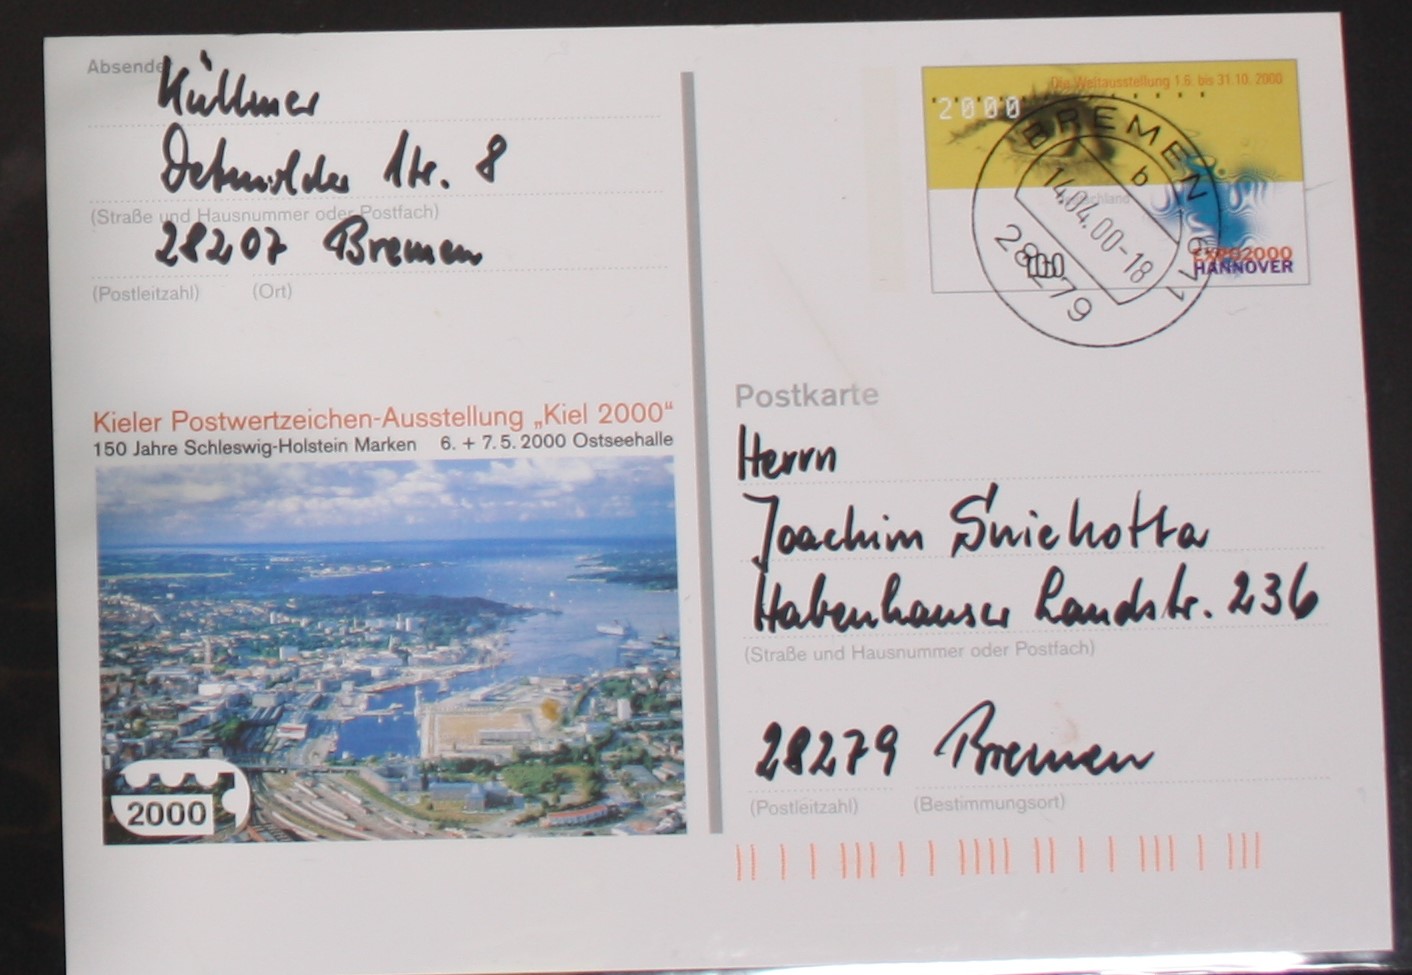 Absender
Küllmer
Detmolder Str. 8
(Straße und Hausnummer oder Postfach)
28207 Bremen
(Postleitzahl) (Ort)
Die Weltausstellung 1.6. bis 31.10. 2000
2000
Deutschland
EXPO2000
HANNOVER
BREMEN
b
14.04.00-18
28279
Kieler Postwertzeichen-Ausstellung „Kiel 2000“
150 Jahre Schleswig-Holstein Marken 6. + 7. 5. 2000 Ostseehalle
2000
Postkarte
Herrn
Joachim
Habenhauser Landstr. 236
(Straße und Hausnummer oder Postfach)
28279 Bremen
(Postleitzahl) (Bestimmungsort)